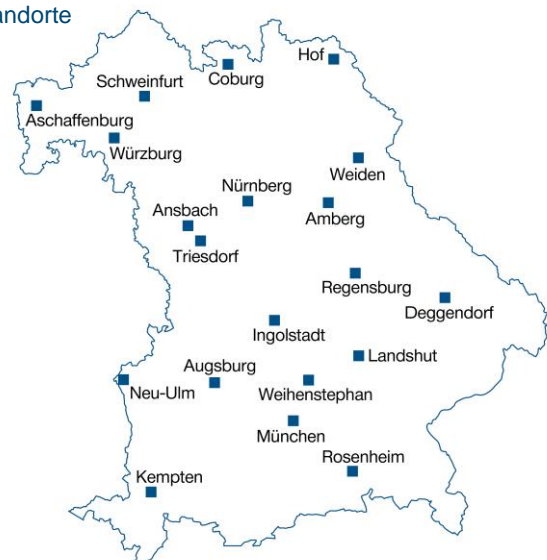 andorte
Hof
Coburg
Schweinfurt
Aschaffenburg
Würzburg
Weiden
Nürnberg
Amberg
Ansbach
Triesdorf
Regensburg
Deggendorf
Ingolstadt
Landshut
Augsburg
Neu-Ulm
Weihenstephan
München
Rosenheim
Kempten